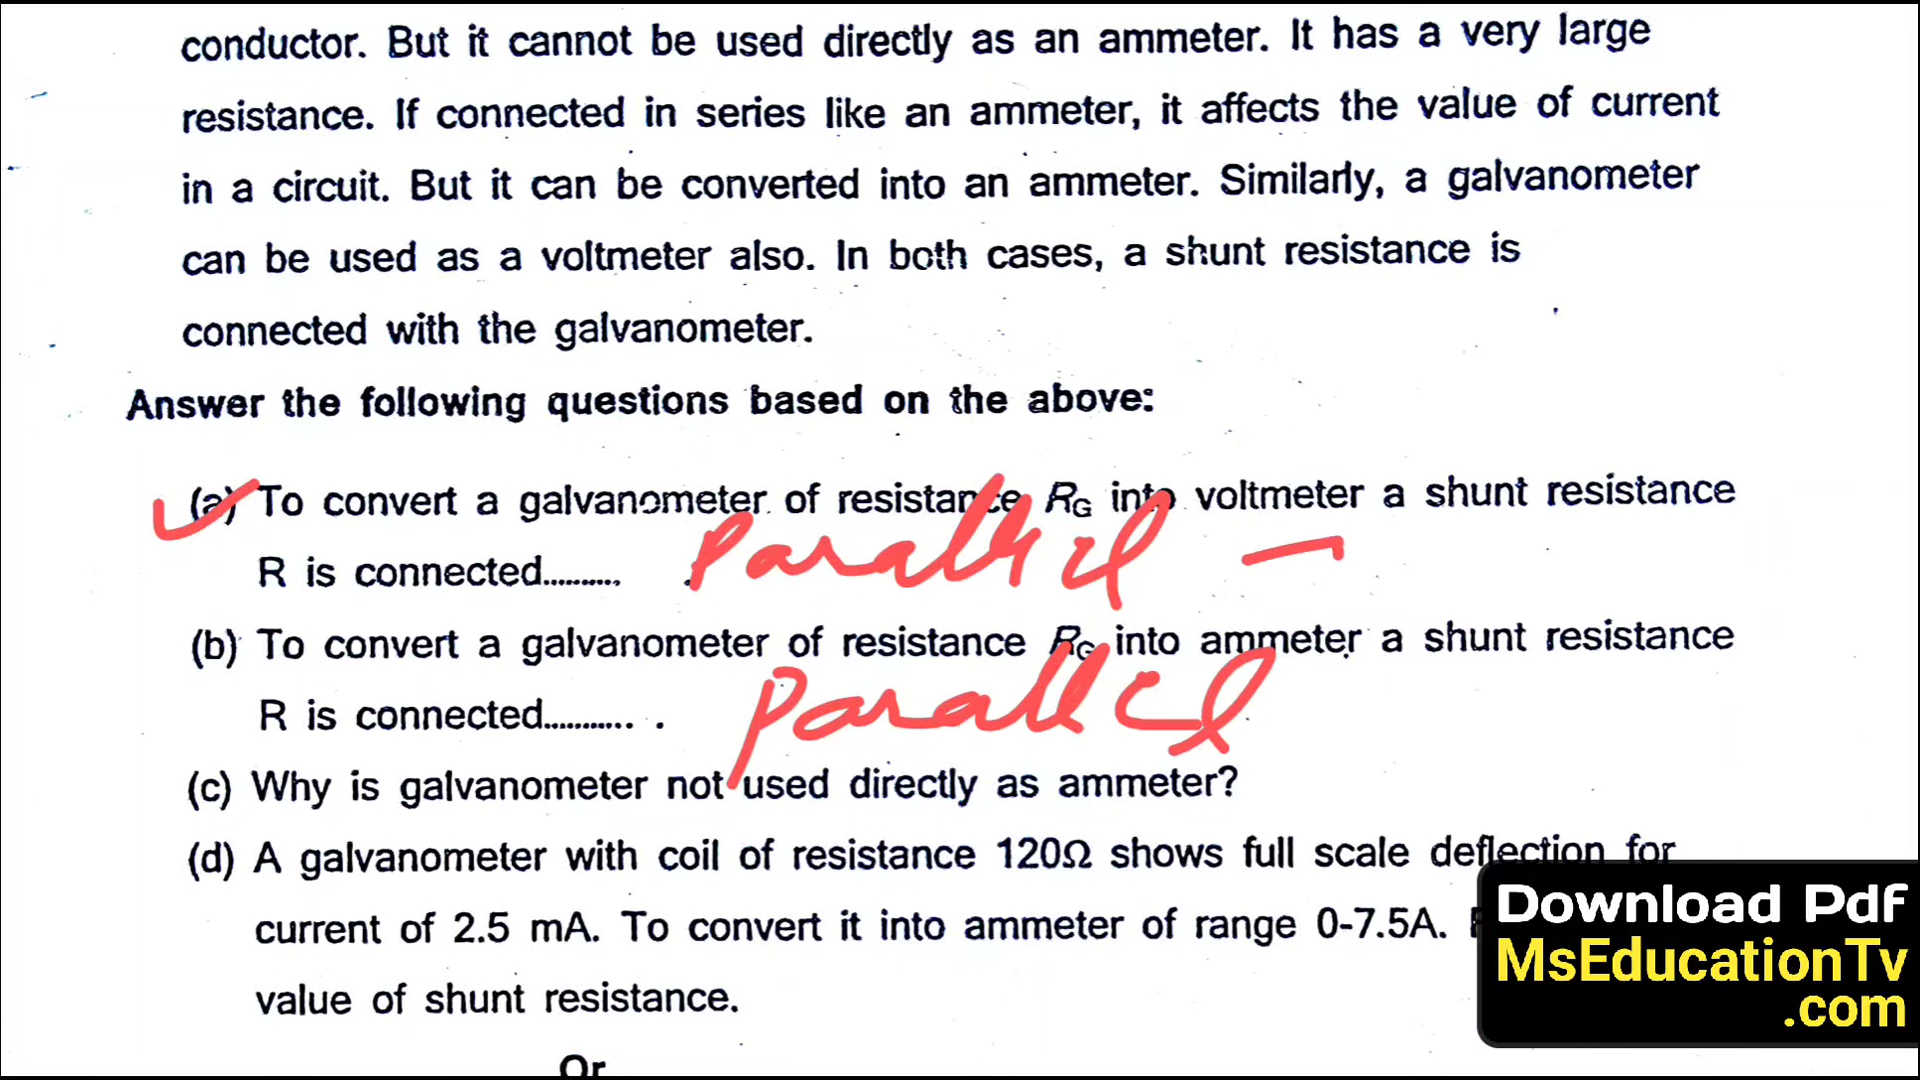 conductor. But it cannot be used directly as an ammeter. It has a very large
resistance. If connected in series like an ammeter, it affects the value of current
in a circuit. But it can be converted into an ammeter. Similarly, a galvanometer
can be used as a voltmeter also. In both cases, a shunt resistance is
connected with the galvanometer.
Answer the following questions based on the above:
(a) To convert a galvanometer of resistance RG into voltmeter a shunt resistance
R is connected.......... parallel
(b) To convert a galvanometer of resistance RG into ammeter a shunt resistance
R is connected........... . parallel
(c) Why is galvanometer not used directly as ammeter?
(d) A galvanometer with coil of resistance 120Ω shows full scale deflection for
current of 2.5 mA. To convert it into ammeter of range 0-7.5A.
value of shunt resistance.
Or
Download Pdf
MsEducationTv
.com